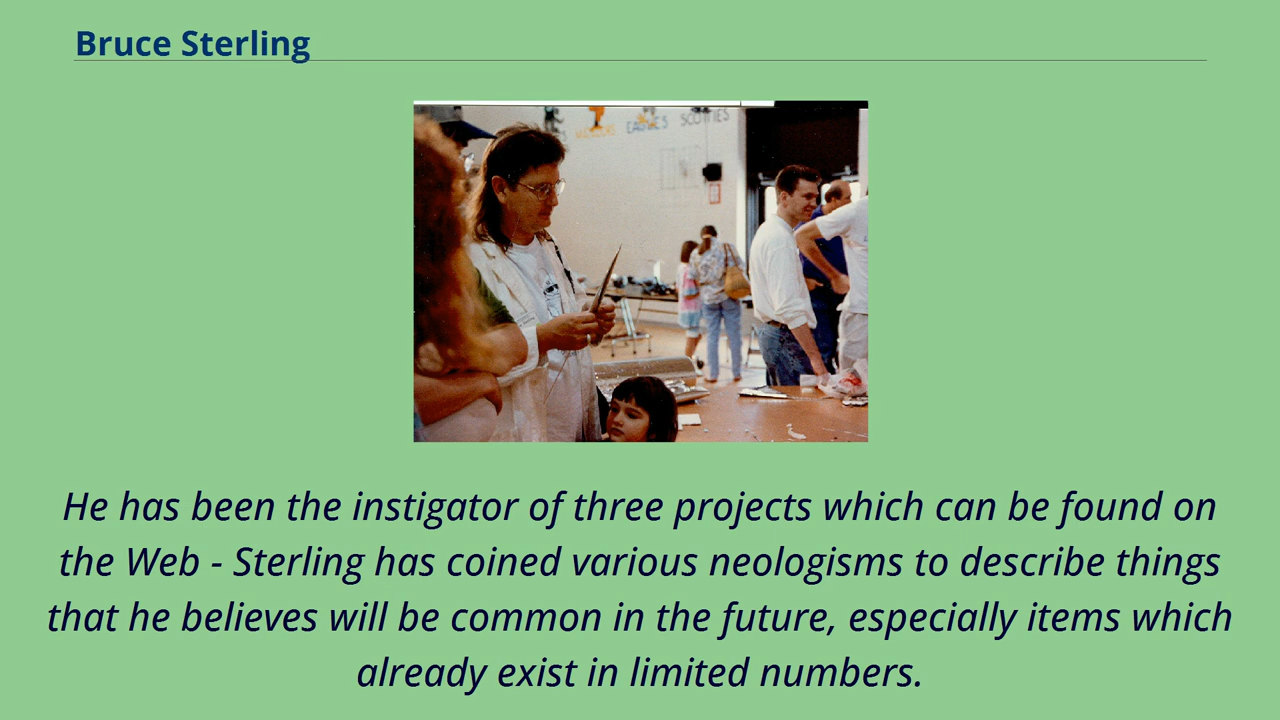 Bruce Sterling
EAGLES SCOTTIES
He has been the instigator of three projects which can be found on
the Web - Sterling has coined various neologisms to describe things
that he believes will be common in the future, especially items which
already exist in limited numbers.